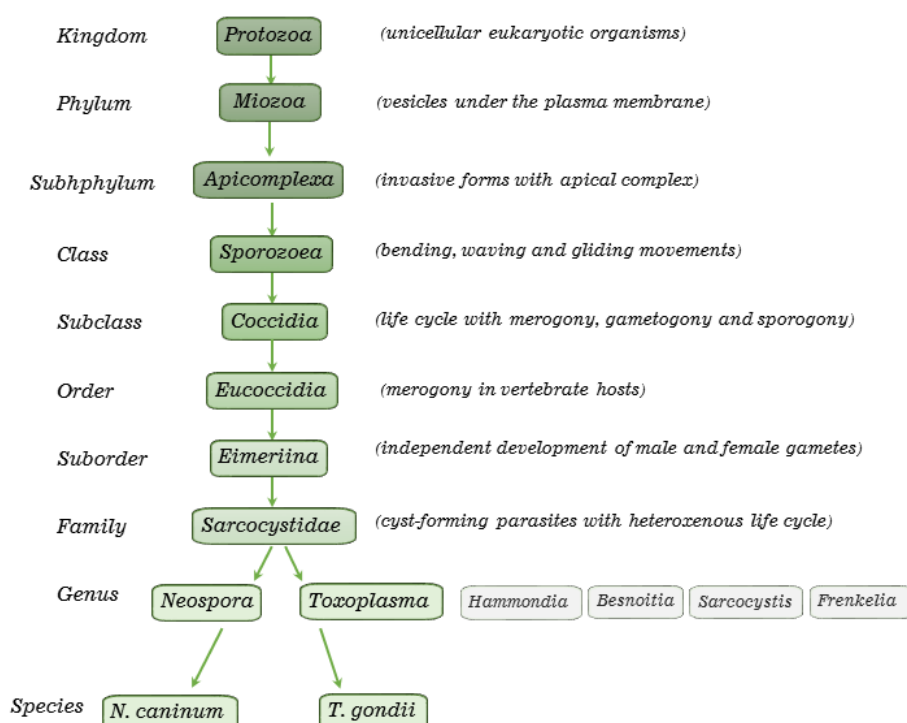 Kingdom Protozoa (unicellular eukaryotic organisms)
Phylum Miozoa (vesicles under the plasma membrane)
Subhphylum Apicomplexa (invasive forms with apical complex)
Class Sporozoea (bending, waving and gliding movements)
Subclass Coccidia (life cycle with merogony, gametogony and sporogony)
Order Eucoccidia (merogony in vertebrate hosts)
Suborder Eimeriina (independent development of male and female gametes)
Family Sarcocystidae (cyst-forming parasites with heteroxenous life cycle)
Genus Neospora Toxoplasma Hammondia Besnoitia Sarcocystis Frenkelia
Species N. caninum T. gondii